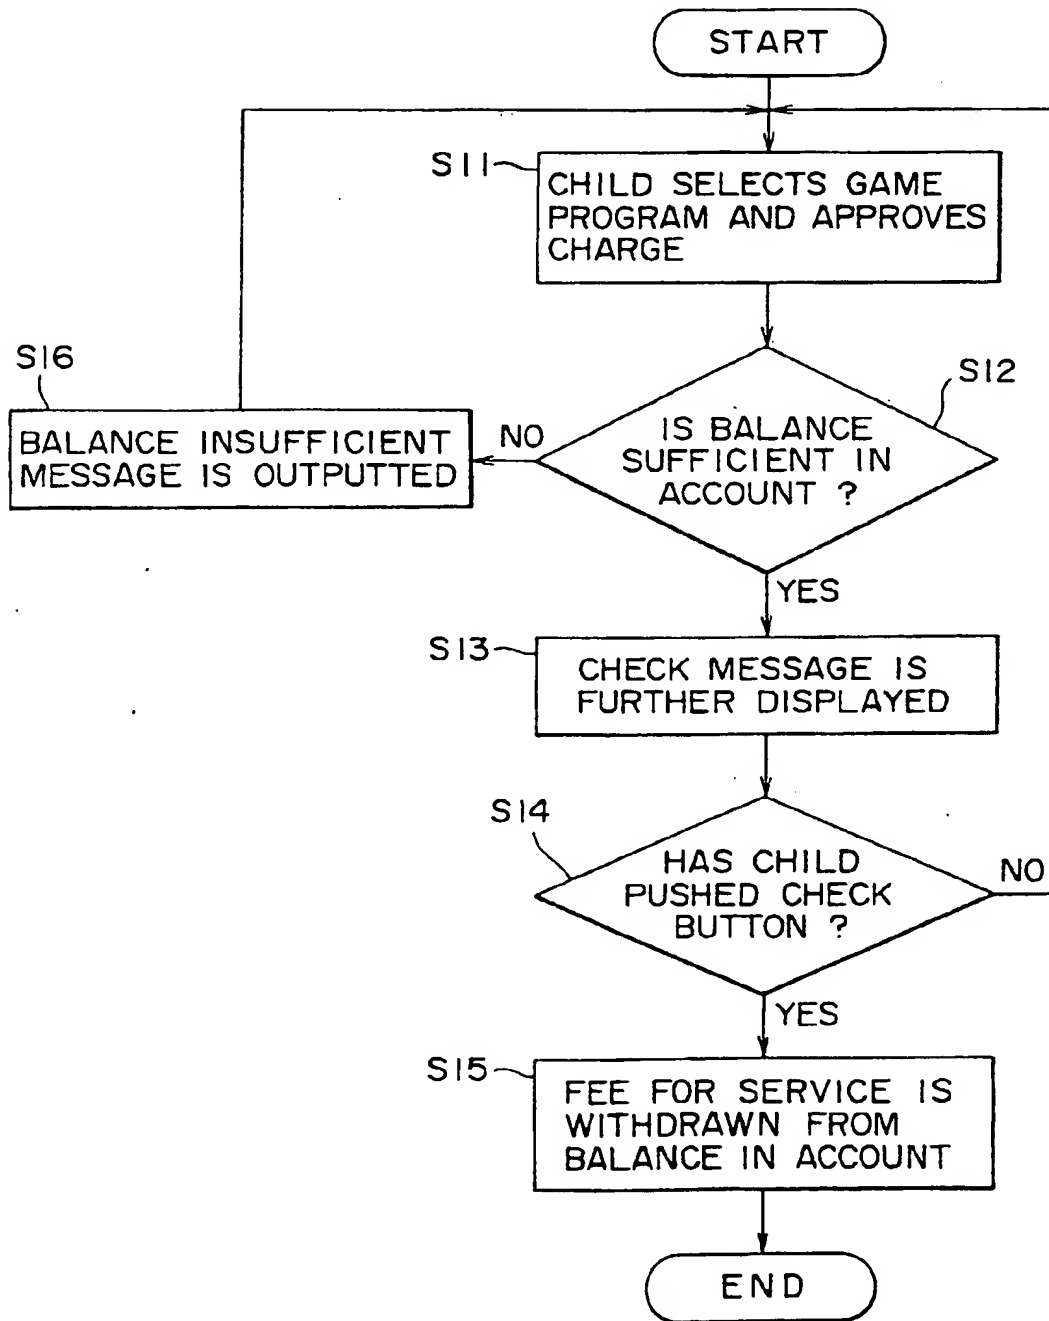 START
S11
CHILD SELECTS GAME
PROGRAM AND APPROVES
CHARGE
S16
S12
BALANCE INSUFFICIENT
MESSAGE IS OUTPUTTED
NO
IS BALANCE
SUFFICIENT IN
ACCOUNT ?
YES
S13
CHECK MESSAGE IS
FURTHER DISPLAYED
S14
HAS CHILD
PUSHED CHECK
BUTTON ?
NO
YES
S15
FEE FOR SERVICE IS
WITHDRAWN FROM
BALANCE IN ACCOUNT
END